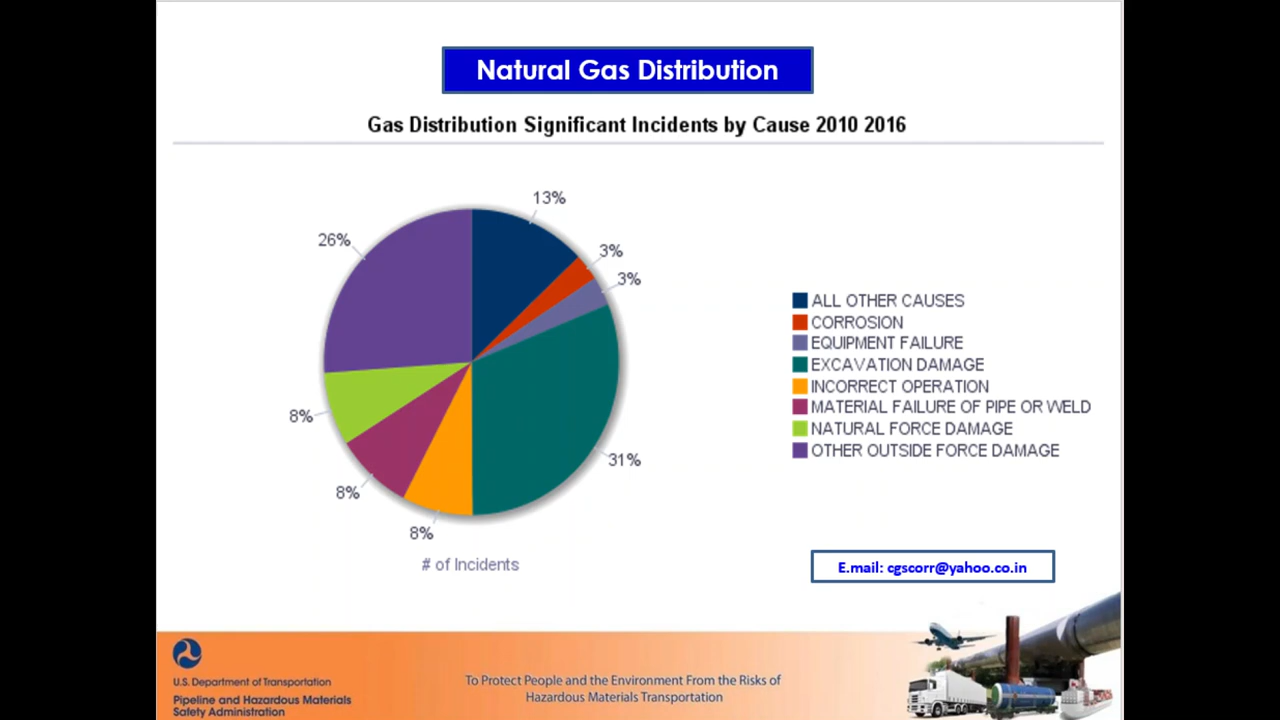 Natural Gas Distribution
Gas Distribution Significant Incidents by Cause 2010 2016
13%
3%
3%
26%
31%
8%
8%
8%
# of Incidents
ALL OTHER CAUSES
CORROSION
EQUIPMENT FAILURE
EXCAVATION DAMAGE
INCORRECT OPERATION
MATERIAL FAILURE OF PIPE OR WELD
NATURAL FORCE DAMAGE
OTHER OUTSIDE FORCE DAMAGE
E.mail: cgscorr@yahoo.co.in
U.S. Department of Transportation
Pipeline and Hazardous Materials
Safety Administration
To Protect People and the Environment From the Risks of
Hazardous Materials Transportation